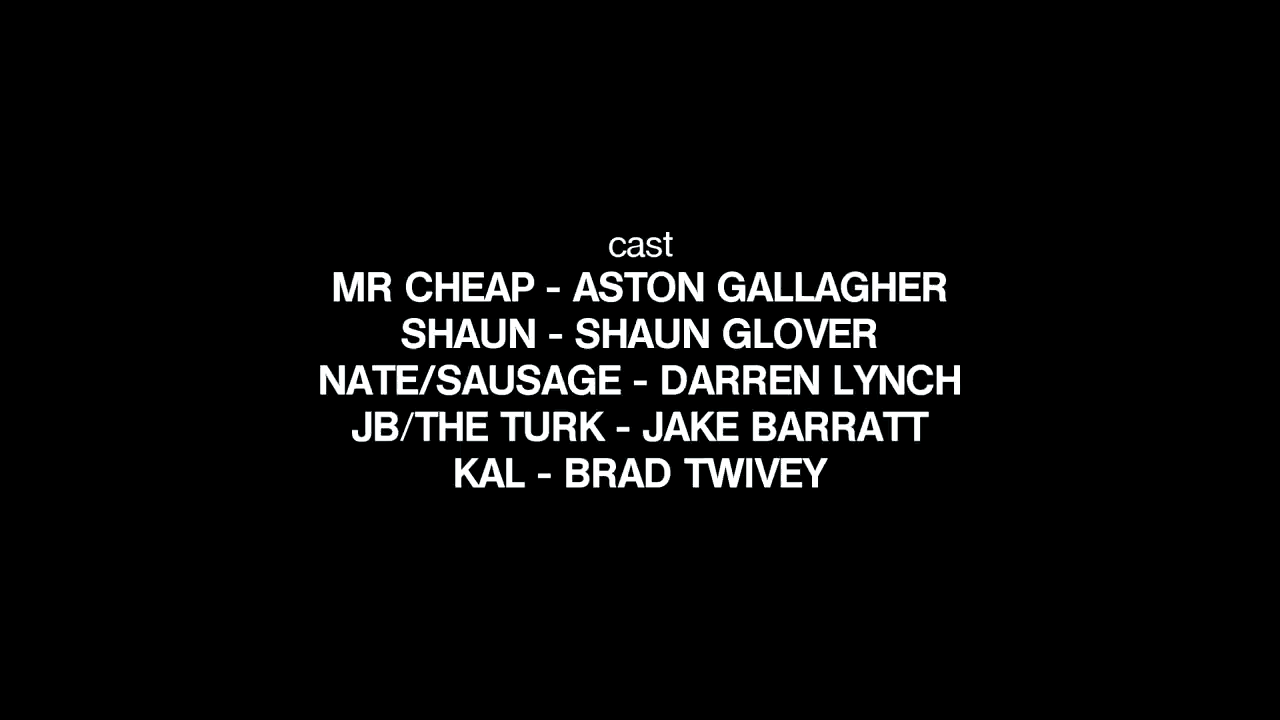 cast
MR CHEAP - ASTON GALLAGHER
SHAUN - SHAUN GLOVER
NATE/SAUSAGE - DARREN LYNCH
JB/THE TURK - JAKE BARRATT
KAL - BRAD TWIVEY